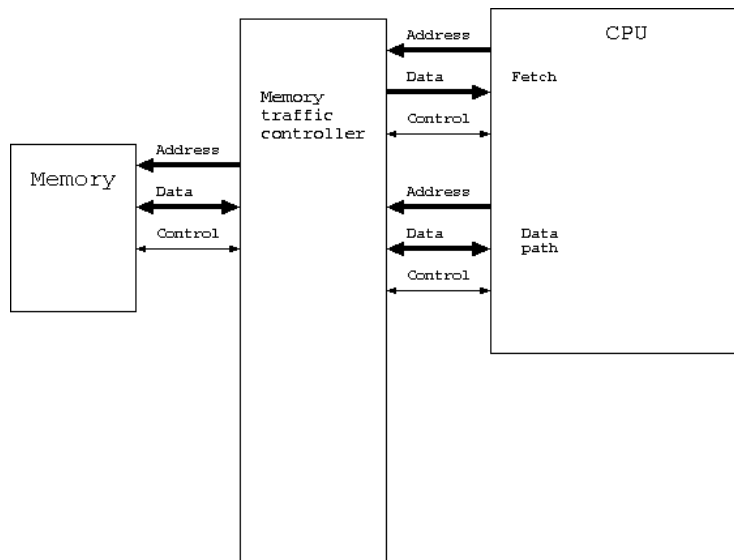 CPU
Address
Data
Fetch
Control
Memory
traffic
controller
Address
Memory
Data
Control
Address
Data
Data
path
Control